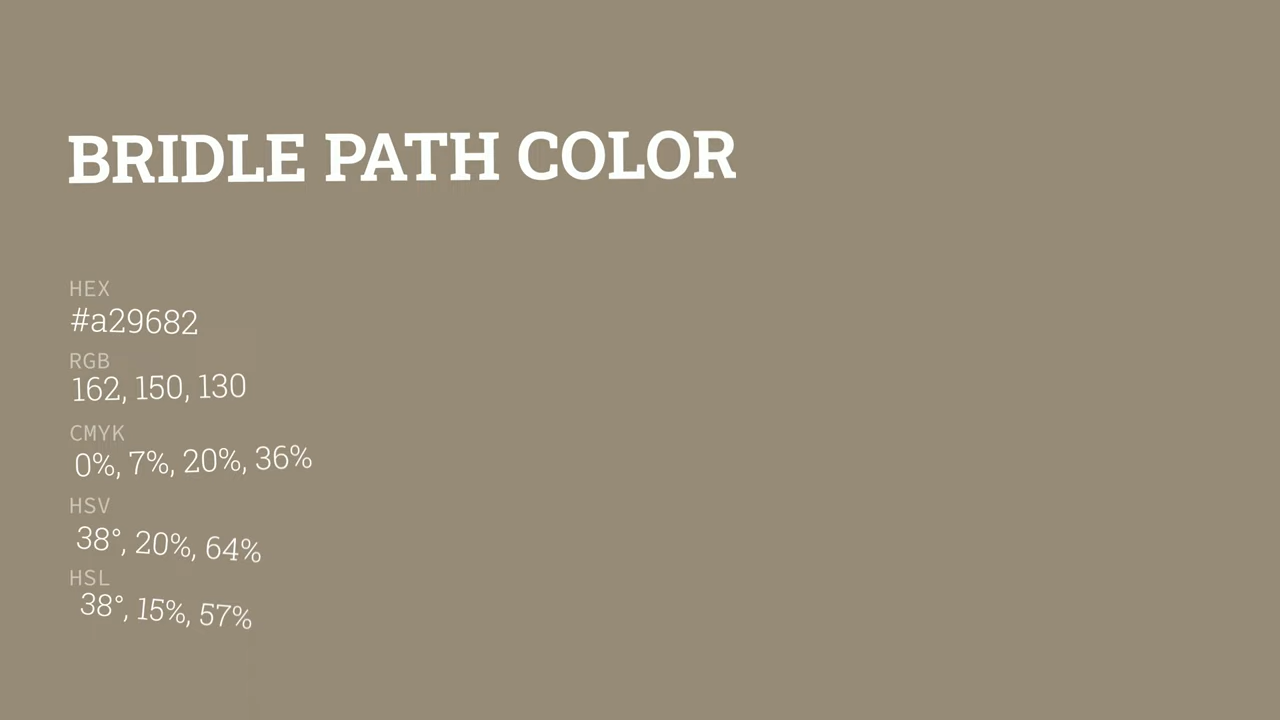 BRIDLE PATH COLOR
HEX
#a29682
RGB
162, 150, 130
CMYK
0%, 7%, 20%, 36%
HSV
38°, 20%, 64%
HSL
38°, 15%, 57%